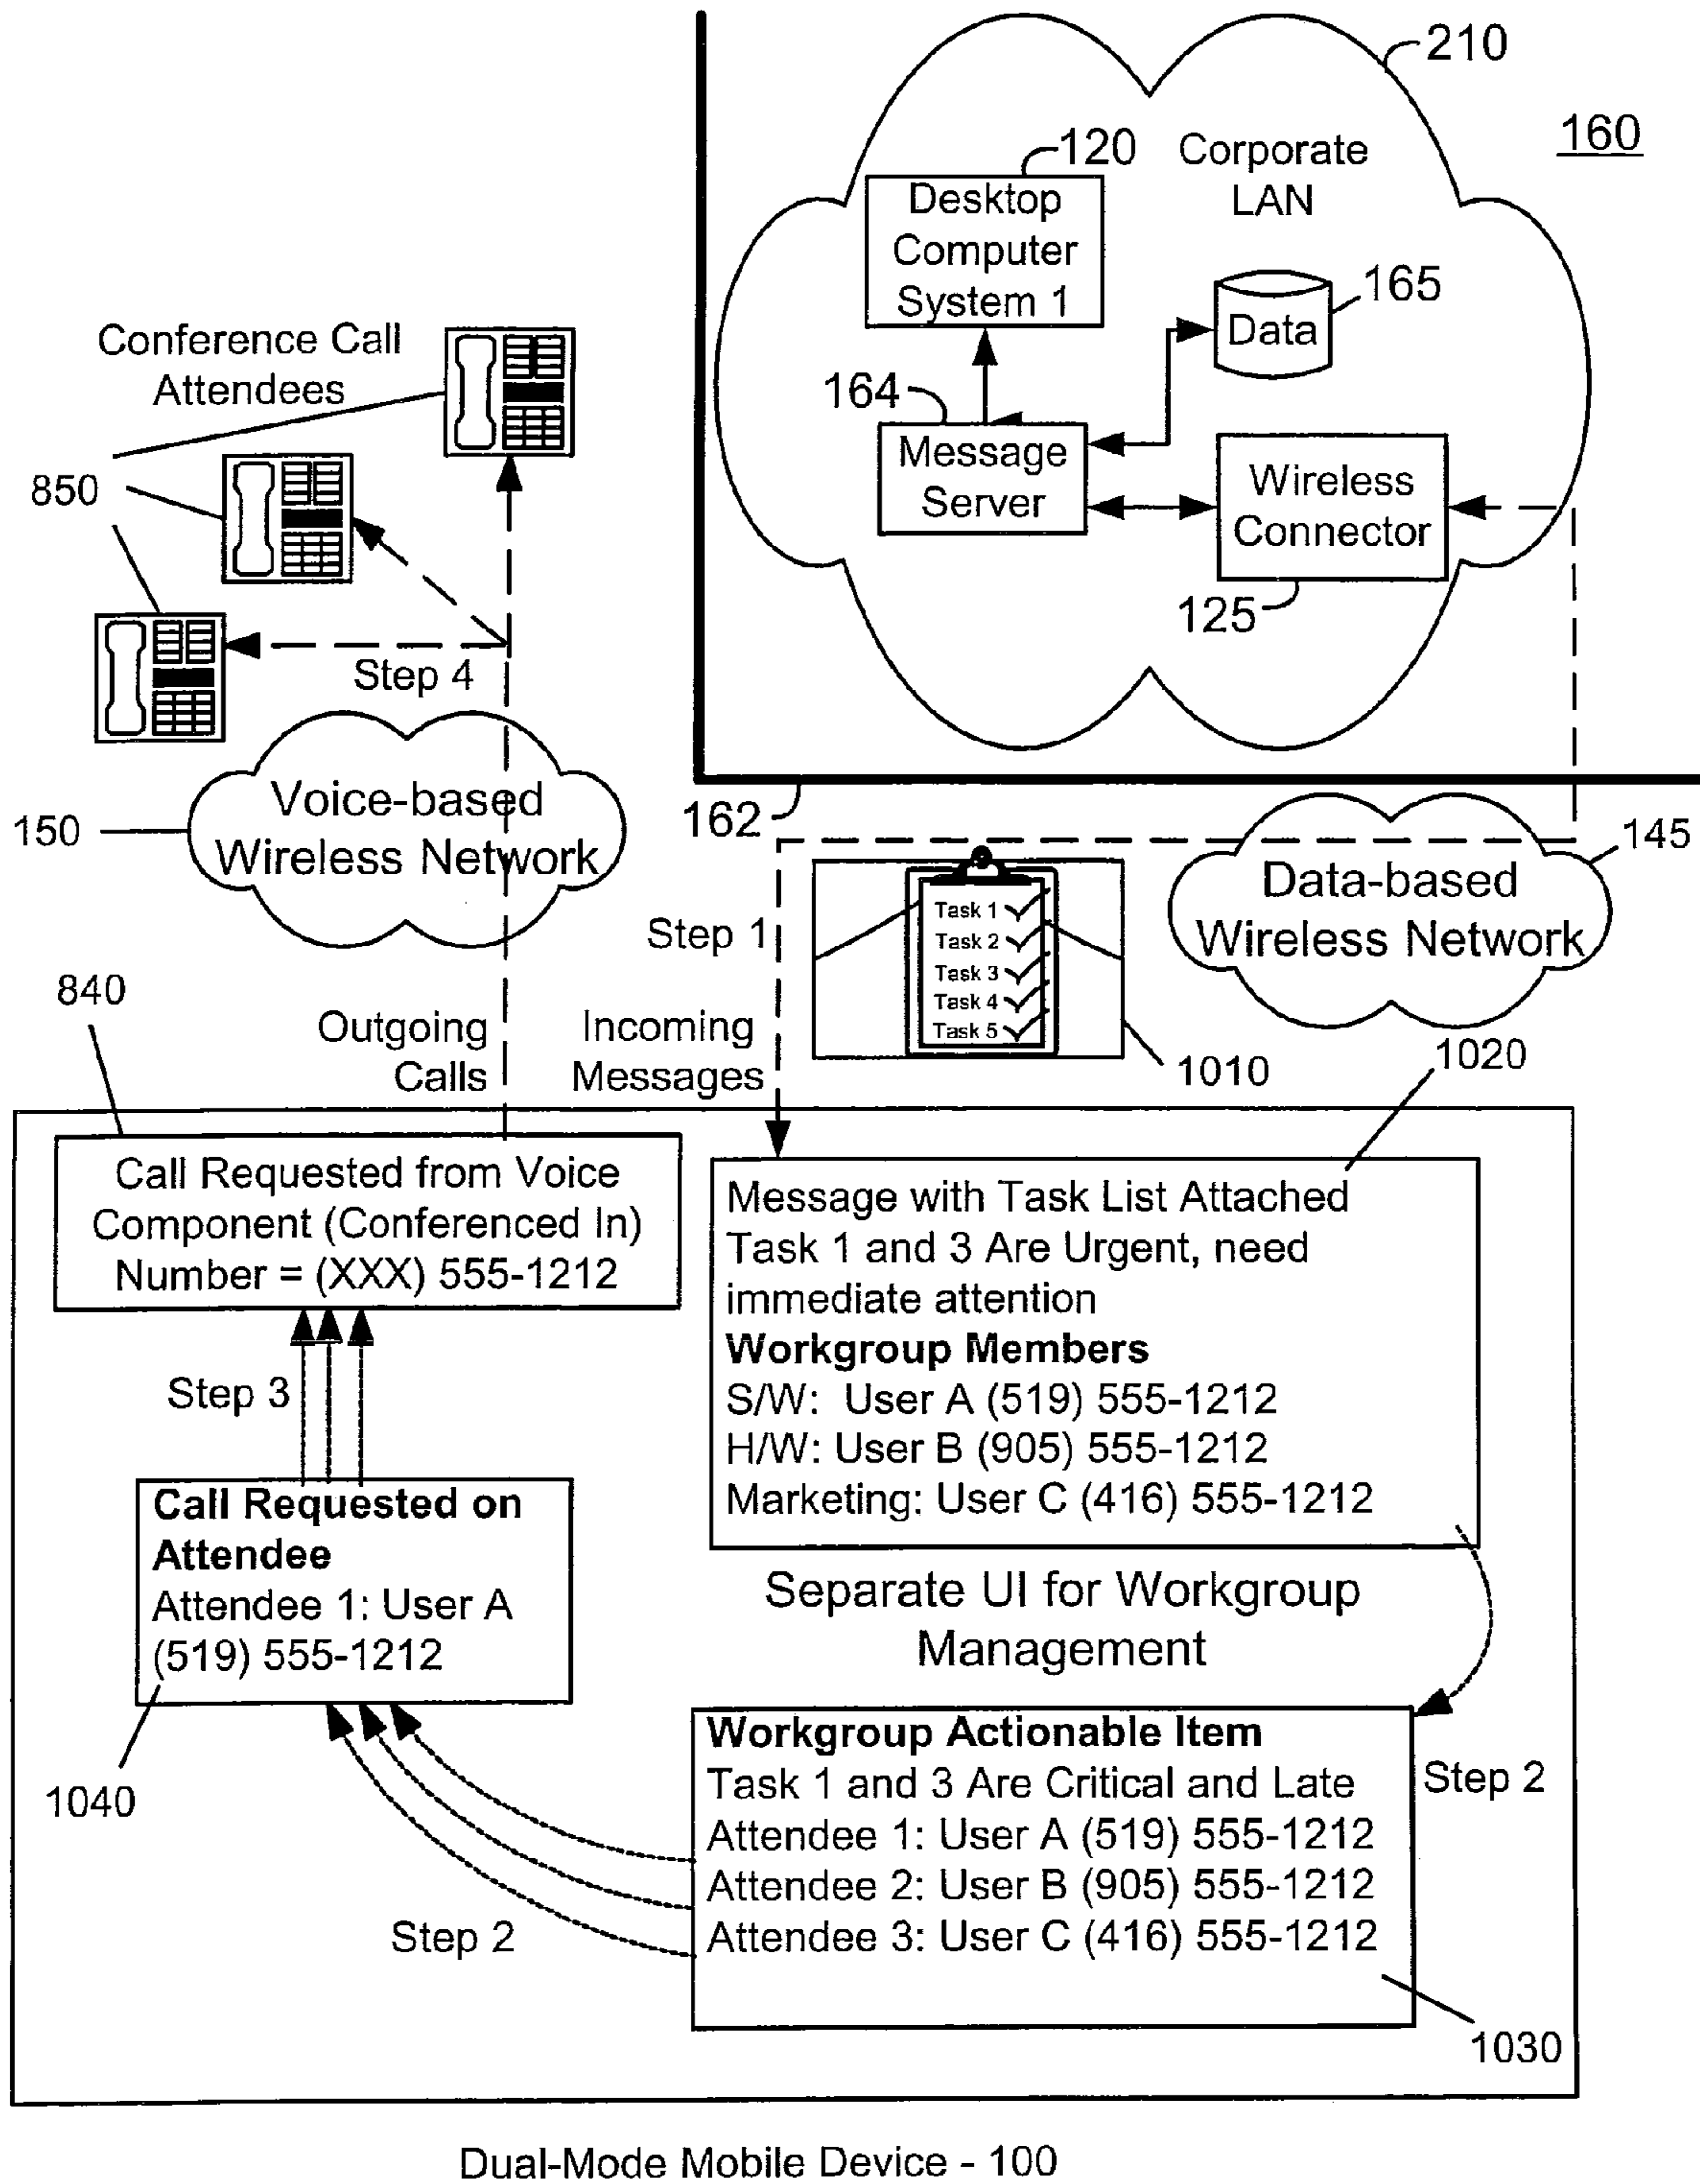 210
160
120
Corporate
LAN
Desktop
Computer
System 1
165
Data
164
Message
Server
Wireless
Connector
125
Conference Call
Attendees
850
Step 4
Voice-based
Wireless Network
150
162
145
Data-based
Wireless Network
Step 1
Task 1
Task 2
Task 3
Task 4
Task 5
1010
840
Outgoing
Calls
Incoming
Messages
1020
Call Requested from Voice
Component (Conferenced In)
Number = (XXX) 555-1212
Message with Task List Attached
Task 1 and 3 Are Urgent, need
immediate attention
Workgroup Members
S/W: User A (519) 555-1212
H/W: User B (905) 555-1212
Marketing: User C (416) 555-1212
Step 3
Call Requested on
Attendee
Attendee 1: User A
(519) 555-1212
1040
Separate UI for Workgroup
Management
Workgroup Actionable Item
Task 1 and 3 Are Critical and Late
Attendee 1: User A (519) 555-1212
Attendee 2: User B (905) 555-1212
Attendee 3: User C (416) 555-1212
Step 2
Step 2
1030
Dual-Mode Mobile Device - 100